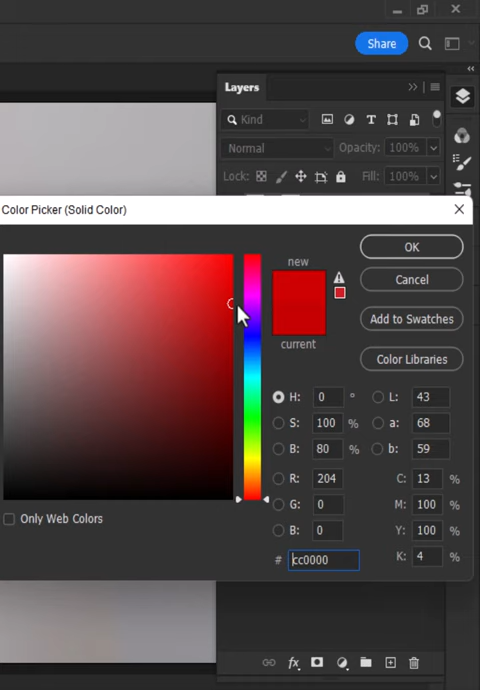 Share
Layers
Kind
Normal Opacity: 100%
Lock: Fill: 100%
Color Picker (Solid Color)
new
current
OK
Cancel
Add to Swatches
Color Libraries
H: 0 °
S: 100 %
B: 80 %
R: 204
G: 0
B: 0
# cc0000
L: 43
a: 68
b: 59
C: 13 %
M: 100 %
Y: 100 %
K: 4 %
Only Web Colors
fx